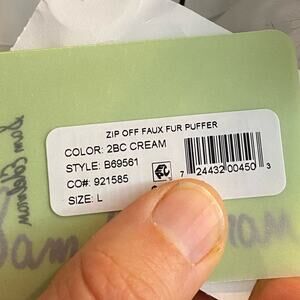 ZIP OFF FAUX FUR PUFFER
COLOR: 2BC CREAM
STYLE: B69561
CO#: 921585
SIZE: L
7 24432 00450 3